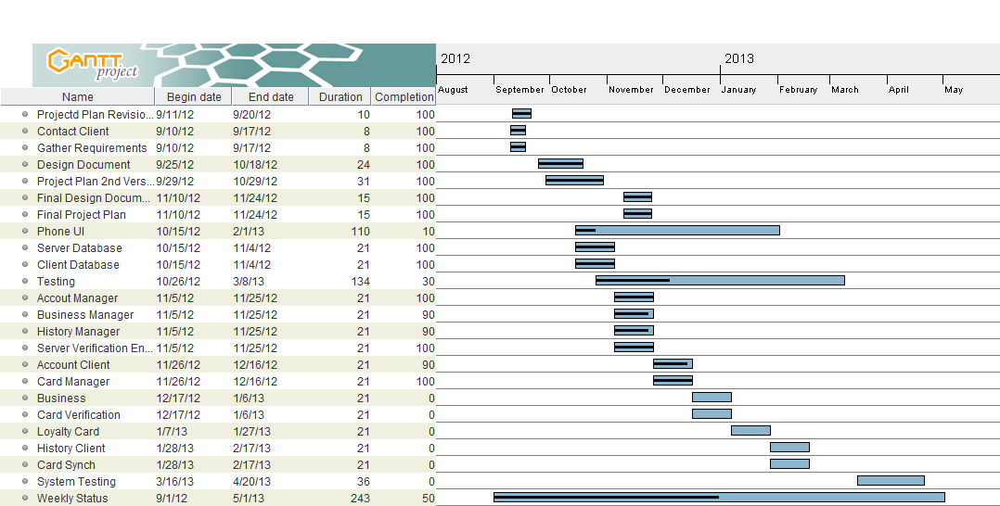 GANTT project
2012 2013
August September October November December January February March April May
Name Begin date End date Duration Completion
Projectd Plan Revisio... 9/11/12 9/20/12 10 100
Contact Client 9/10/12 9/17/12 8 100
Gather Requirements 9/10/12 9/17/12 8 100
Design Document 9/25/12 10/18/12 24 100
Project Plan 2nd Vers... 9/29/12 10/29/12 31 100
Final Design Docum... 11/10/12 11/24/12 15 100
Final Project Plan 11/10/12 11/24/12 15 100
Phone UI 10/15/12 2/1/13 110 10
Server Database 10/15/12 11/4/12 21 100
Client Database 10/15/12 11/4/12 21 100
Testing 10/26/12 3/8/13 134 30
Accout Manager 11/5/12 11/25/12 21 100
Business Manager 11/5/12 11/25/12 21 90
History Manager 11/5/12 11/25/12 21 90
Server Verification En... 11/5/12 11/25/12 21 100
Account Client 11/26/12 12/16/12 21 90
Card Manager 11/26/12 12/16/12 21 100
Business 12/17/12 1/6/13 21 0
Card Verification 12/17/12 1/6/13 21 0
Loyalty Card 1/7/13 1/27/13 21 0
History Client 1/28/13 2/17/13 21 0
Card Synch 1/28/13 2/17/13 21 0
System Testing 3/16/13 4/20/13 36 0
Weekly Status 9/1/12 5/1/13 243 50